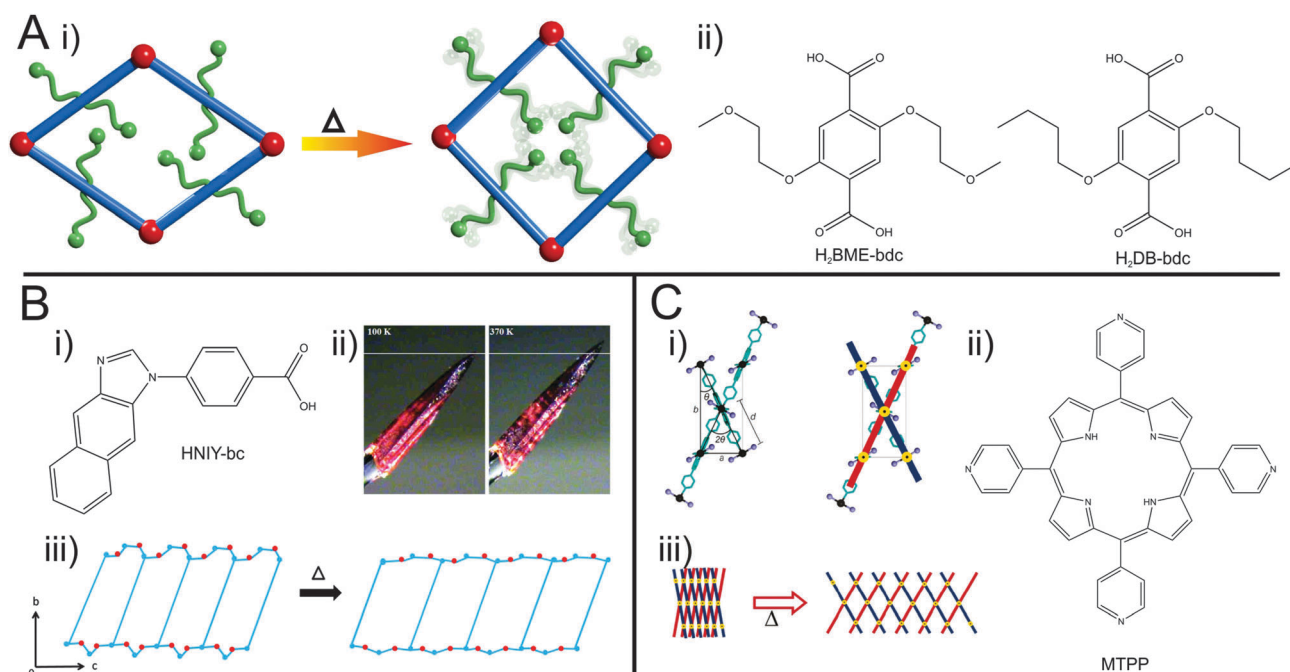 A
i)
Δ
ii)
HO
O
O
O
O
O
O
OH
H₂BME-bdc
HO
O
O
O
O
OH
H₂DB-bdc
B
i)
N
N
O
OH
HNIY-bc
ii)
100 K
370 K
iii)
b
c
Δ
C
i)
θ
b
d
2θ
a
ii)
N
N
N
N
NH
N
N
HN
MTPP
iii)
Δ